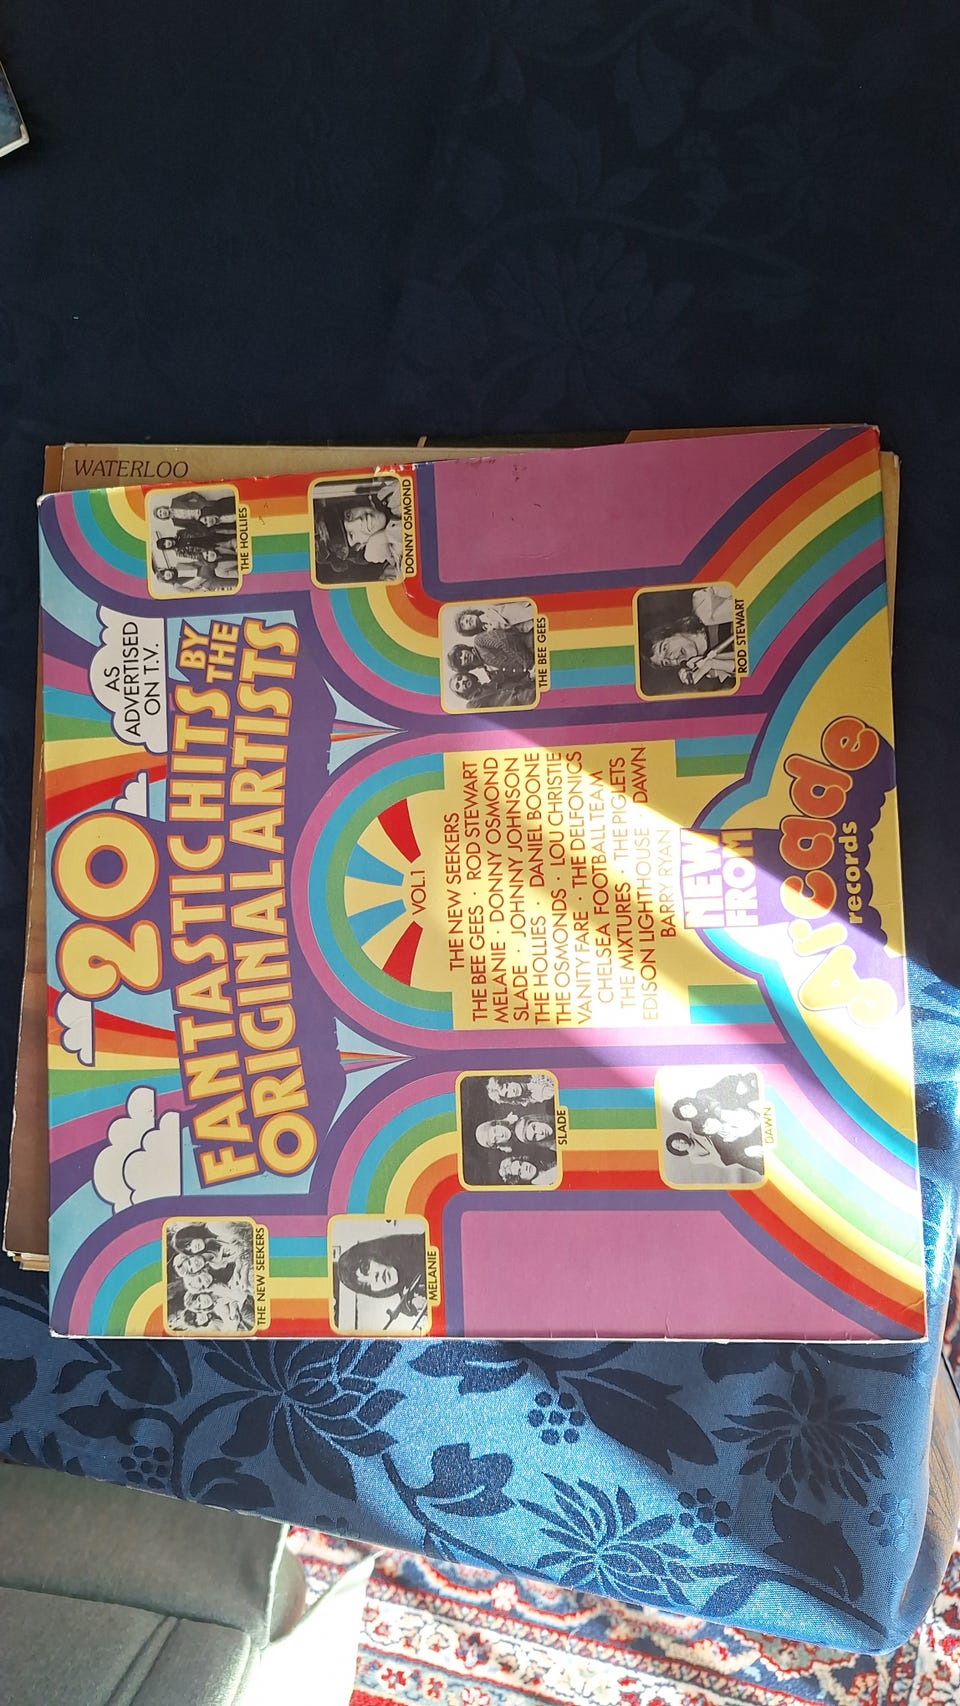 WATERLOO
AS
ADVERTISED
ON T.V.
20
FANTASTIC HITS BY
THE
ORIGINAL ARTISTS
THE NEW SEEKERS
THE HOLLIES
MELANIE
DONNY OSMOND
VOL.1
THE NEW SEEKERS
THE BEE GEES · ROD STEWART
MELANIE · DONNY OSMOND
SLADE · JOHNNY JOHNSON
THE HOLLIES · DANIEL BOONE
THE OSMONDS · LOU CHRISTIE
VANITY FARE · THE DELFONICS
CHELSEA FOOTBALL TEAM
THE MIXTURES · THE PIGLETS
EDISON LIGHTHOUSE · DAWN
BARRY RYAN
SLADE
THE BEE GEES
DAWN
ROD STEWART
NEW
FROM
arcade
records